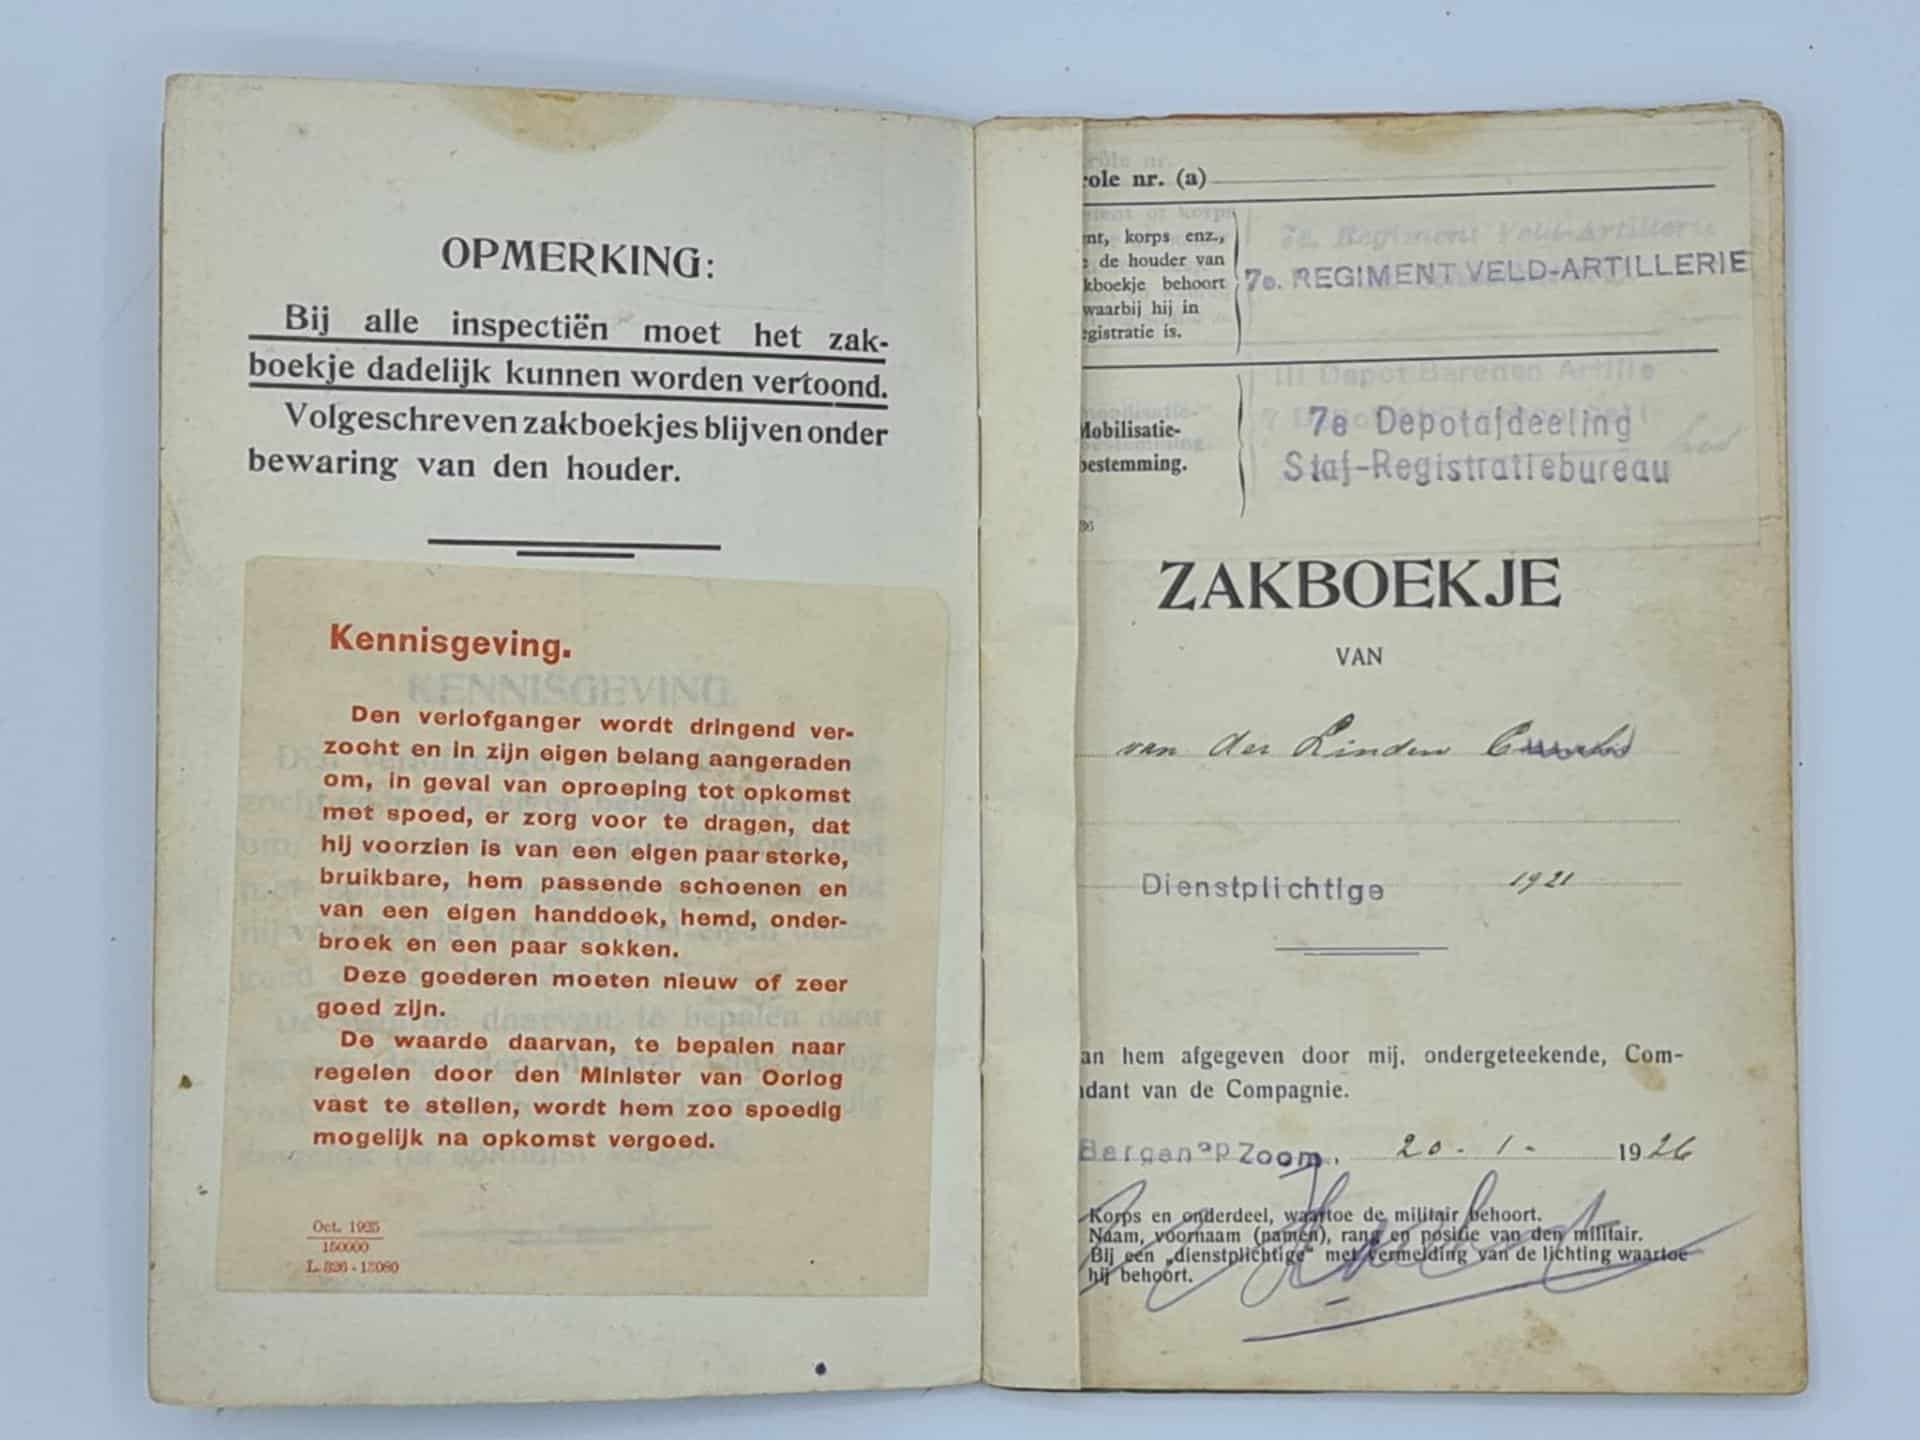 OPMERKING:
Bij alle inspectiën moet het zak-
boekje dadelijk kunnen worden vertoond.
Volgeschreven zakboekjes blijven onder
bewaring van den houder.
KENNISGEVING.
Kennisgeving.
Den verlofganger wordt dringend ver-
zocht en in zijn eigen belang aangeraden
om, in geval van oproeping tot opkomst
met spoed, er zorg voor te dragen, dat
hij voorzien is van een eigen paar sterke,
bruikbare, hem passende schoenen en
van een eigen handdoek, hemd, onder-
broek en een paar sokken.
Deze goederen moeten nieuw of zeer
goed zijn.
De waarde daarvan, te bepalen naar
regelen door den Minister van Oorlog
vast te stellen, wordt hem zoo spoedig
mogelijk na opkomst vergoed.
Oct. 1935
150000
L. 826 - 13080
role nr. (a)
nt, korps enz.,
de houder van
kboekje behoort
waarbij hij in
gistratie is.
7e. Regiment Veld-Artillerie
7e. REGIMENT VELD-ARTILLERIE
Mobilisatie-
bestemming.
7e Depotafdeeling
Staf-Registratiebureau
ZAKBOEKJE
VAN
van der Linden
Dienstplichtige 1921
an hem afgegeven door mij, ondergeteekende, Com-
dant van de Compagnie.
Bergen op Zoom, 20 - 1 - 1926
Korps en onderdeel, waartoe de militair behoort.
Naam, voornaam (namen), rang en positie van den militair.
Bij een „dienstplichtige" met vermelding van de lichting waartoe
hij behoort.